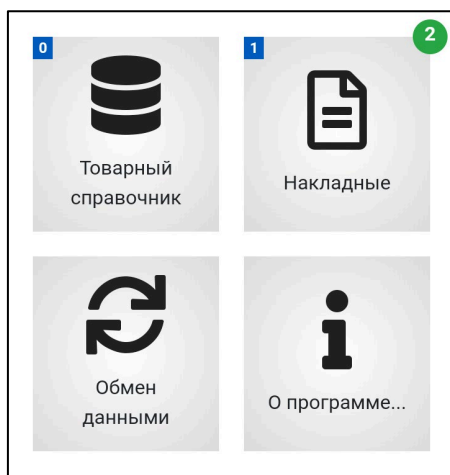 0
1
2
Товарный
справочник
Накладные
Обмен
данными
О программе...